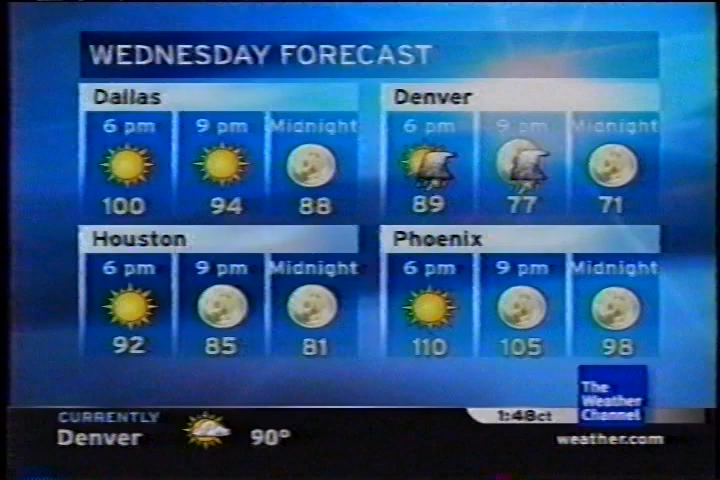 WEDNESDAY FORECAST
Dallas
6 pm 9 pm Midnight
100 94 88
Denver
6 pm 9 pm Midnight
89 77 71
Houston
6 pm 9 pm Midnight
92 85 81
Phoenix
6 pm 9 pm Midnight
110 105 98
The
Weather
Channel
1:48ct
CURRENTLY
Denver 90°
weather.com